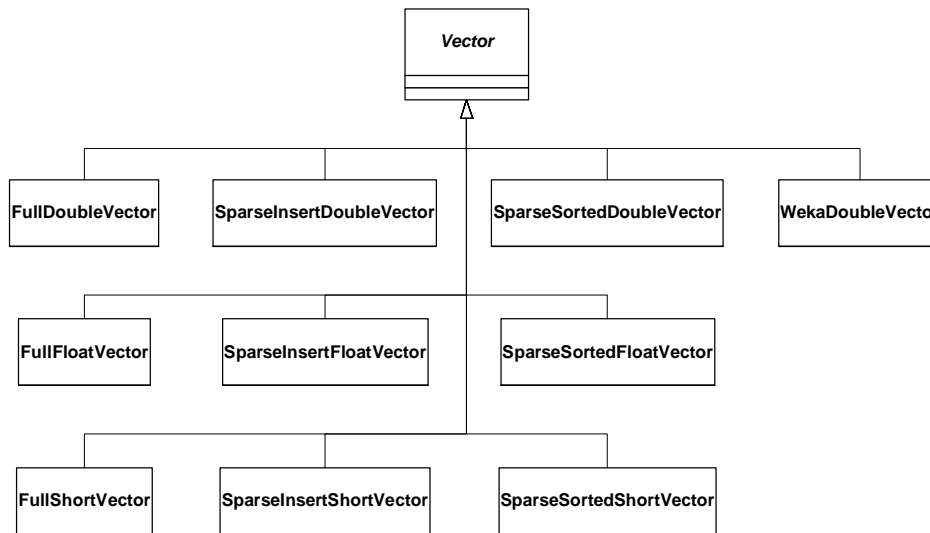 Vector
FullDoubleVector
SparseInsertDoubleVector
SparseSortedDoubleVector
WekaDoubleVecto
FullFloatVector
SparseInsertFloatVector
SparseSortedFloatVector
FullShortVector
SparseInsertShortVector
SparseSortedShortVector